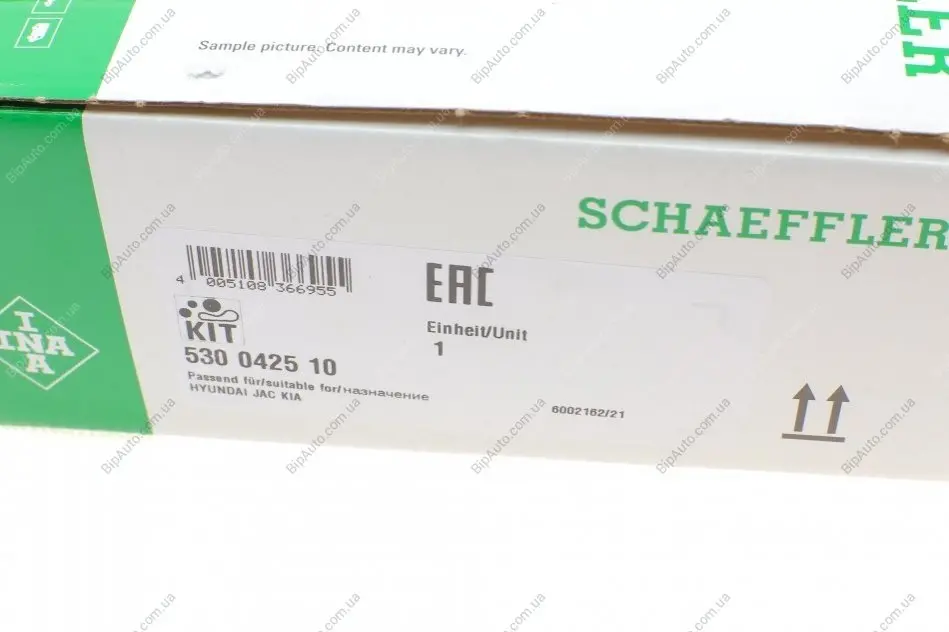 Sample picture. Content may vary.
ER
SCHAEFFLER
4 005108 366955
EAC
KIT
530 0425 10
Einheit/Unit
1
Passend für/suitable for/назначение
HYUNDAI JAC KIA
6002162/21
I
INA
A
BipAuto.com.ua